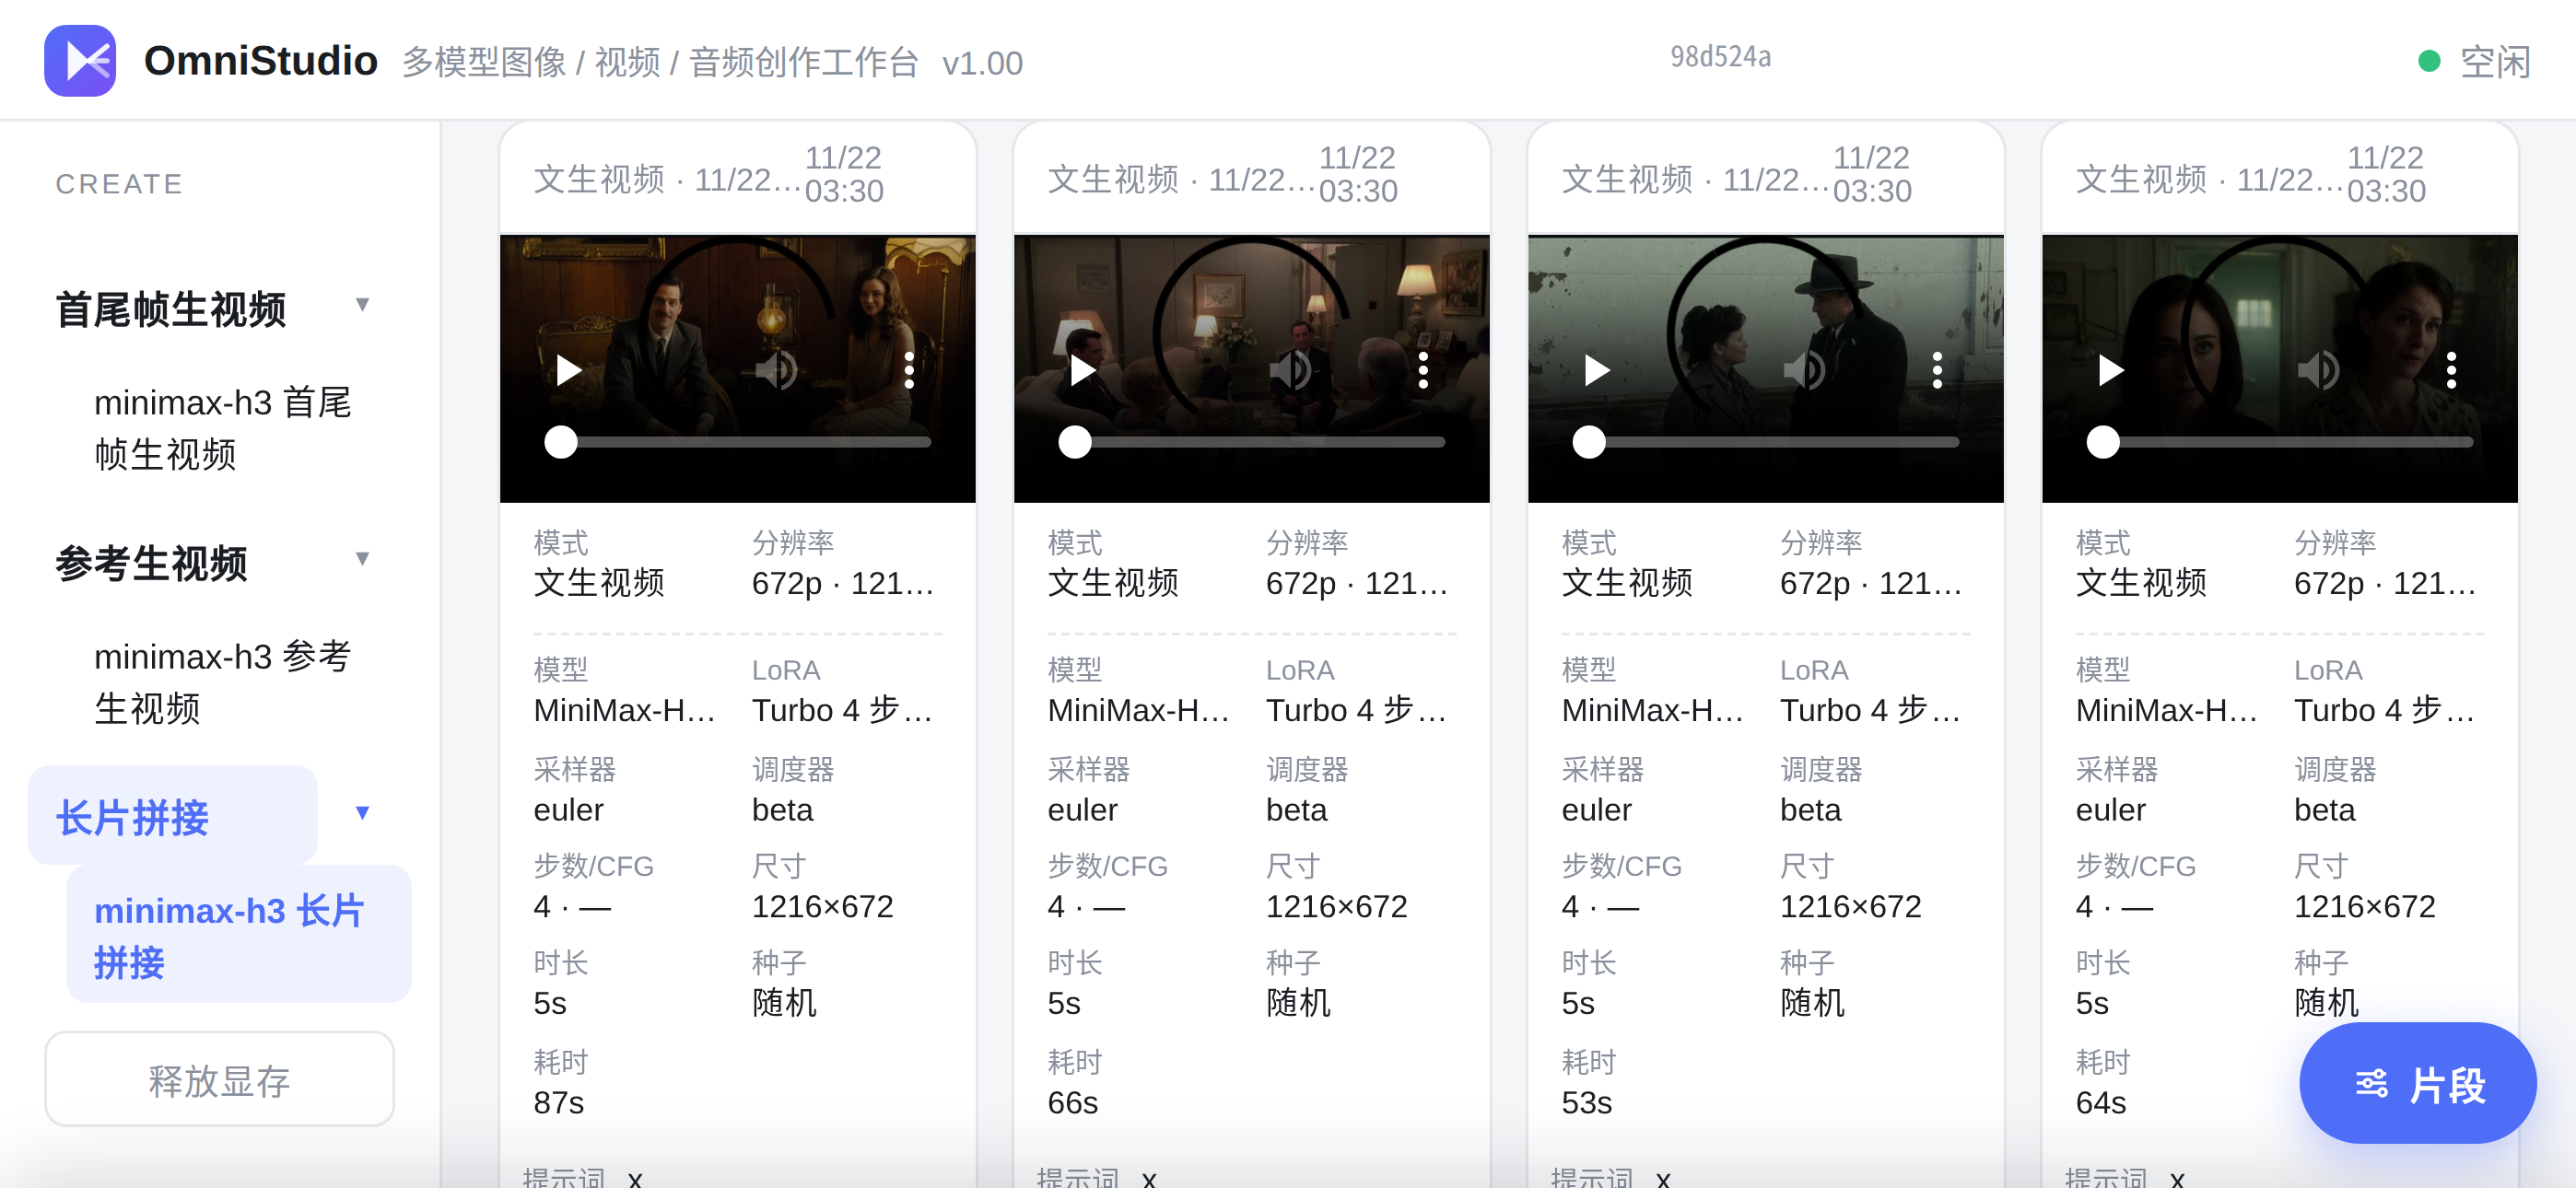 OmniStudio 多模型图像 / 视频 / 音频创作工作台 v1.00
98d524a
空闲
CREATE
首尾帧生视频 ▼
minimax-h3 首尾
帧生视频
参考生视频 ▼
minimax-h3 参考
生视频
长片拼接 ▼
minimax-h3 长片
拼接
释放显存
文生视频 · 11/22… 11/22
03:30
模式 分辨率
文生视频 672p · 121…
模型 LoRA
MiniMax-H… Turbo 4 步…
采样器 调度器
euler beta
步数/CFG 尺寸
4 · — 1216×672
时长 种子
5s 随机
耗时
87s
提示词 x
文生视频 · 11/22… 11/22
03:30
模式 分辨率
文生视频 672p · 121…
模型 LoRA
MiniMax-H… Turbo 4 步…
采样器 调度器
euler beta
步数/CFG 尺寸
4 · — 1216×672
时长 种子
5s 随机
耗时
66s
提示词 x
文生视频 · 11/22… 11/22
03:30
模式 分辨率
文生视频 672p · 121…
模型 LoRA
MiniMax-H… Turbo 4 步…
采样器 调度器
euler beta
步数/CFG 尺寸
4 · — 1216×672
时长 种子
5s 随机
耗时
53s
提示词 x
文生视频 · 11/22… 11/22
03:30
模式 分辨率
文生视频 672p · 121…
模型 LoRA
MiniMax-H… Turbo 4 步…
采样器 调度器
euler beta
步数/CFG 尺寸
4 · — 1216×672
时长 种子
5s 随机
耗时
64s
提示词 x
片段